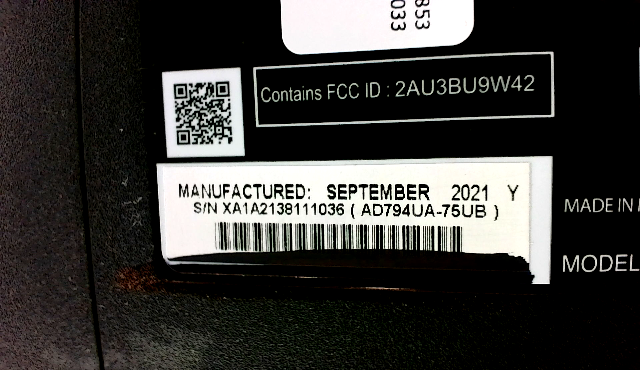 853
033
Contains FCC ID : 2AU3BU9W42
MANUFACTURED: SEPTEMBER 2021 Y
S/N XA1A2138111036 ( AD794UA-75UB )
MADE IN
MODEL